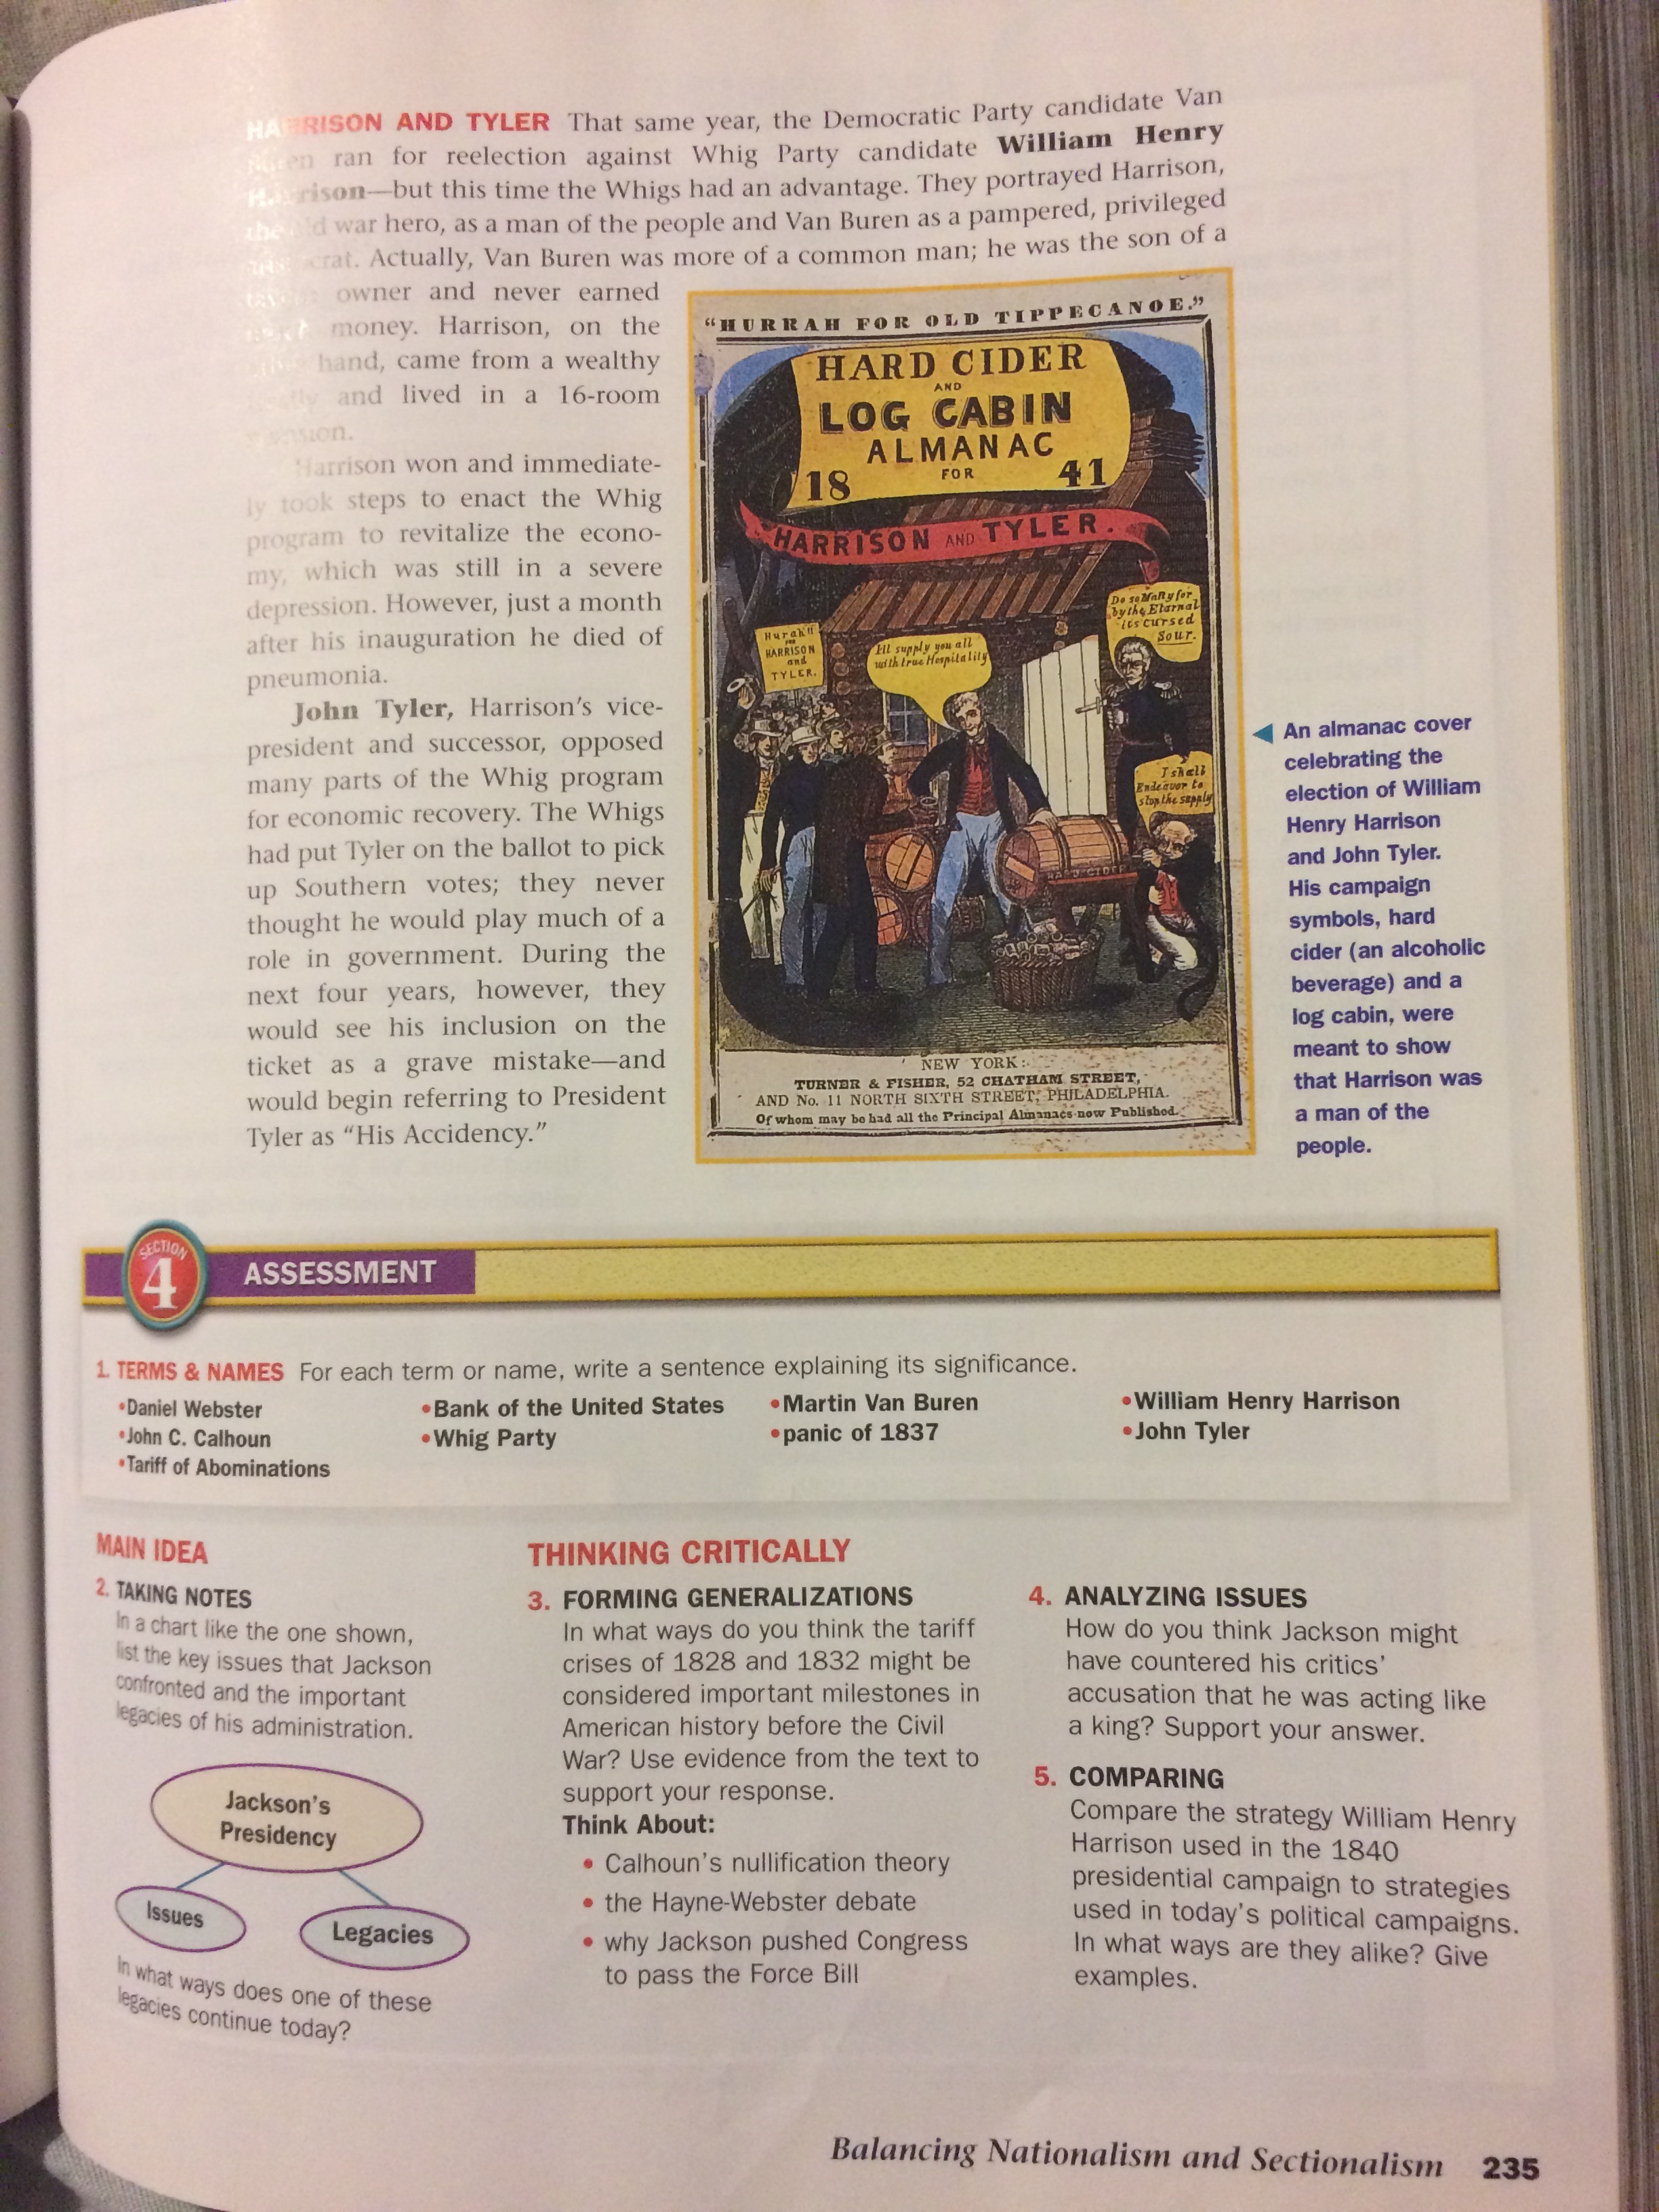 HARRISON AND TYLER That same year, the Democratic Party candidate Van
ran for reelection against Whig Party candidate William Henry
Harrison—but this time the Whigs had an advantage. They portrayed Harrison,
the old war hero, as a man of the people and Van Buren as a pampered, privileged
Actually, Van Buren was more of a common man; he was the son of a
owner and never earned
money. Harrison, on the
hand, came from a wealthy
and lived in a 16-room
Harrison won and immediate-
ly took steps to enact the Whig
program to revitalize the econo-
my, which was still in a severe
depression. However, just a month
after his inauguration he died of
pneumonia.
John Tyler, Harrison's vice-
president and successor, opposed
many parts of the Whig program
for economic recovery. The Whigs
had put Tyler on the ballot to pick
up Southern votes; they never
thought he would play much of a
role in government. During the
next four years, however, they
would see his inclusion on the
ticket as a grave mistake—and
would begin referring to President
Tyler as "His Accidency."
"HURRAH FOR OLD TIPPECANOE."
HARD CIDER
AND
LOG CABIN
ALMANAC
FOR
18 41
HARRISON AND TYLER.
Hurah!!
FOR
HARRISON
and
TYLER.
I'll supply you all
with true Hospitality
by the Eternal
its cursed
Sour.
I shall
Endeavor to
stop the supply
HARD CIDER
NEW YORK:
TURNER & FISHER, 52 CHATHAM STREET,
AND No. 11 NORTH SIXTH STREET, PHILADELPHIA.
Of whom may be had all the Principal Almanacs now Published.
An almanac cover
celebrating the
election of William
Henry Harrison
and John Tyler.
His campaign
symbols, hard
cider (an alcoholic
beverage) and a
log cabin, were
meant to show
that Harrison was
a man of the
people.
SECTION
4
ASSESSMENT
1. TERMS & NAMES For each term or name, write a sentence explaining its significance.
•Daniel Webster
•John C. Calhoun
•Tariff of Abominations
•Bank of the United States
•Whig Party
•Martin Van Buren
•panic of 1837
•William Henry Harrison
•John Tyler
MAIN IDEA
2. TAKING NOTES
In a chart like the one shown,
list the key issues that Jackson
confronted and the important
legacies of his administration.
Jackson's
Presidency
Issues
Legacies
In what ways does one of these
legacies continue today?
THINKING CRITICALLY
3. FORMING GENERALIZATIONS
In what ways do you think the tariff
crises of 1828 and 1832 might be
considered important milestones in
American history before the Civil
War? Use evidence from the text to
support your response.
Think About:
• Calhoun's nullification theory
• the Hayne-Webster debate
• why Jackson pushed Congress
to pass the Force Bill
4. ANALYZING ISSUES
How do you think Jackson might
have countered his critics'
accusation that he was acting like
a king? Support your answer.
5. COMPARING
Compare the strategy William Henry
Harrison used in the 1840
presidential campaign to strategies
used in today's political campaigns.
In what ways are they alike? Give
examples.
Balancing Nationalism and Sectionalism 235